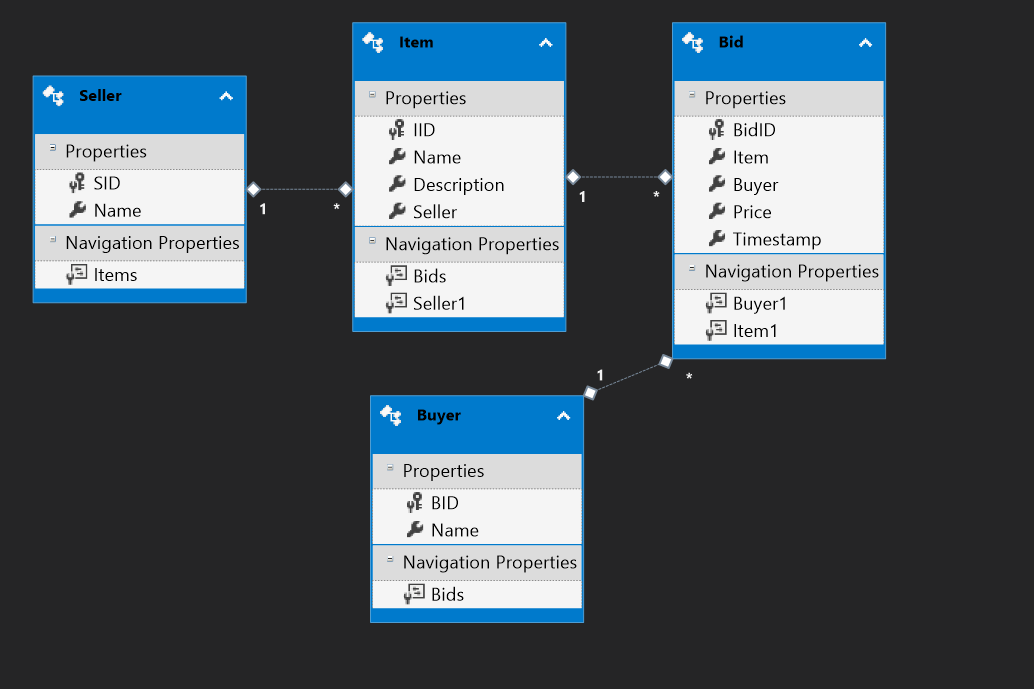 Seller
Properties
SID
Name
Navigation Properties
Items
1
*
Item
Properties
IID
Name
Description
Seller
Navigation Properties
Bids
Seller1
1
*
Bid
Properties
BidID
Item
Buyer
Price
Timestamp
Navigation Properties
Buyer1
Item1
1
*
Buyer
Properties
BID
Name
Navigation Properties
Bids